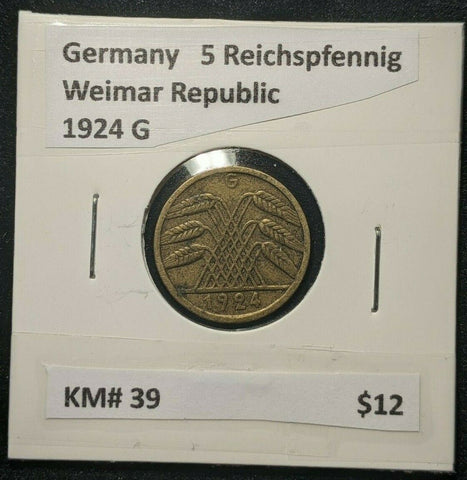 Germany 5 Reichspfennig
Weimar Republic
1924 G
G
1924
KM# 39 $12